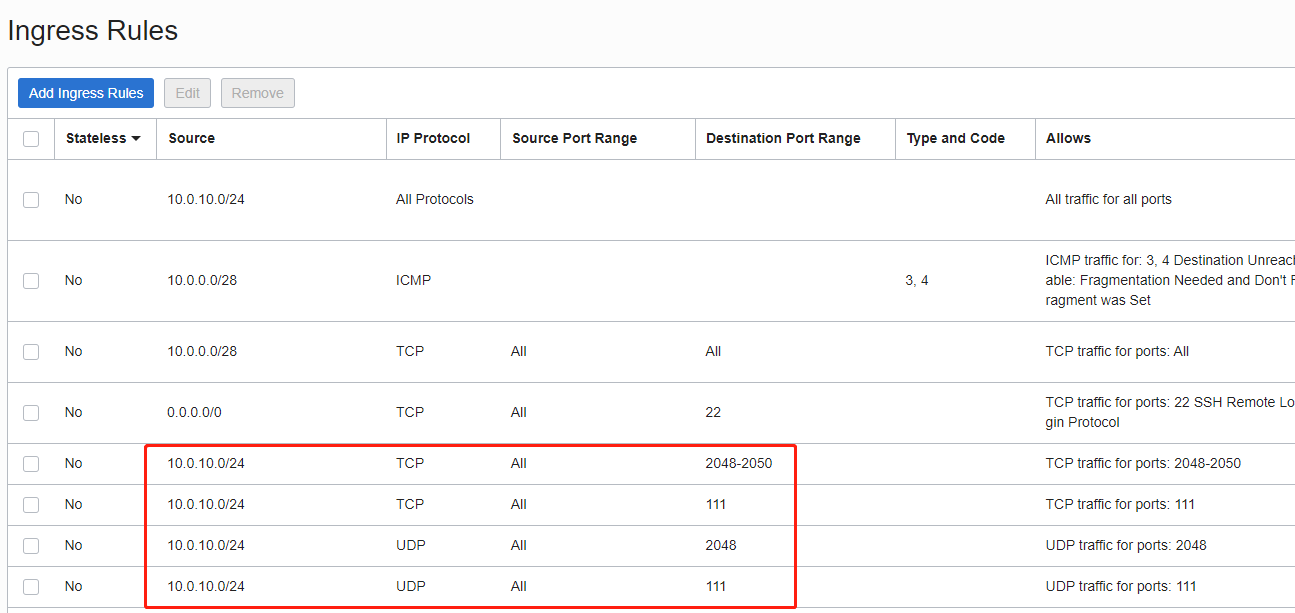 Ingress Rules
Add Ingress Rules Edit Remove
Stateless Source IP Protocol Source Port Range Destination Port Range Type and Code Allows
No 10.0.10.0/24 All Protocols All traffic for all ports
ICMP traffic for: 3, 4 Destination Unreach
No 10.0.0.0/28 ICMP 3, 4 able: Fragmentation Needed and Don't F
ragment was Set
No 10.0.0.0/28 TCP All All TCP traffic for ports: All
No 0.0.0.0/0 TCP All 22 TCP traffic for ports: 22 SSH Remote Lo
gin Protocol
No 10.0.10.0/24 TCP All 2048-2050 TCP traffic for ports: 2048-2050
No 10.0.10.0/24 TCP All 111 TCP traffic for ports: 111
No 10.0.10.0/24 UDP All 2048 UDP traffic for ports: 2048
No 10.0.10.0/24 UDP All 111 UDP traffic for ports: 111